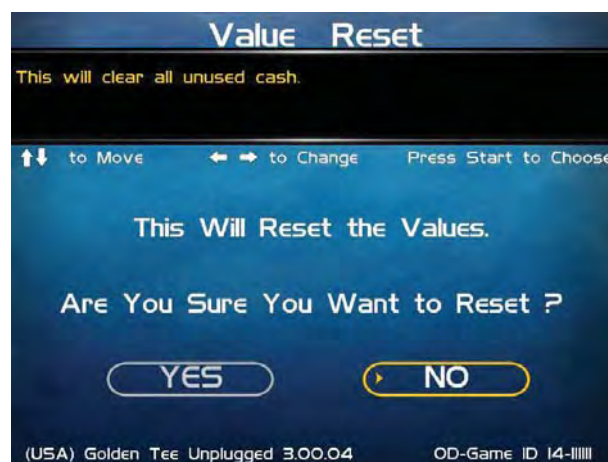 Value Reset
This will clear all unused cash.
to Move to Change Press Start to Choose
This Will Reset the Values.
Are You Sure You Want to Reset ?
YES NO
(USA) Golden Tee Unplugged 3.00.04 OD-Game ID 14-111111